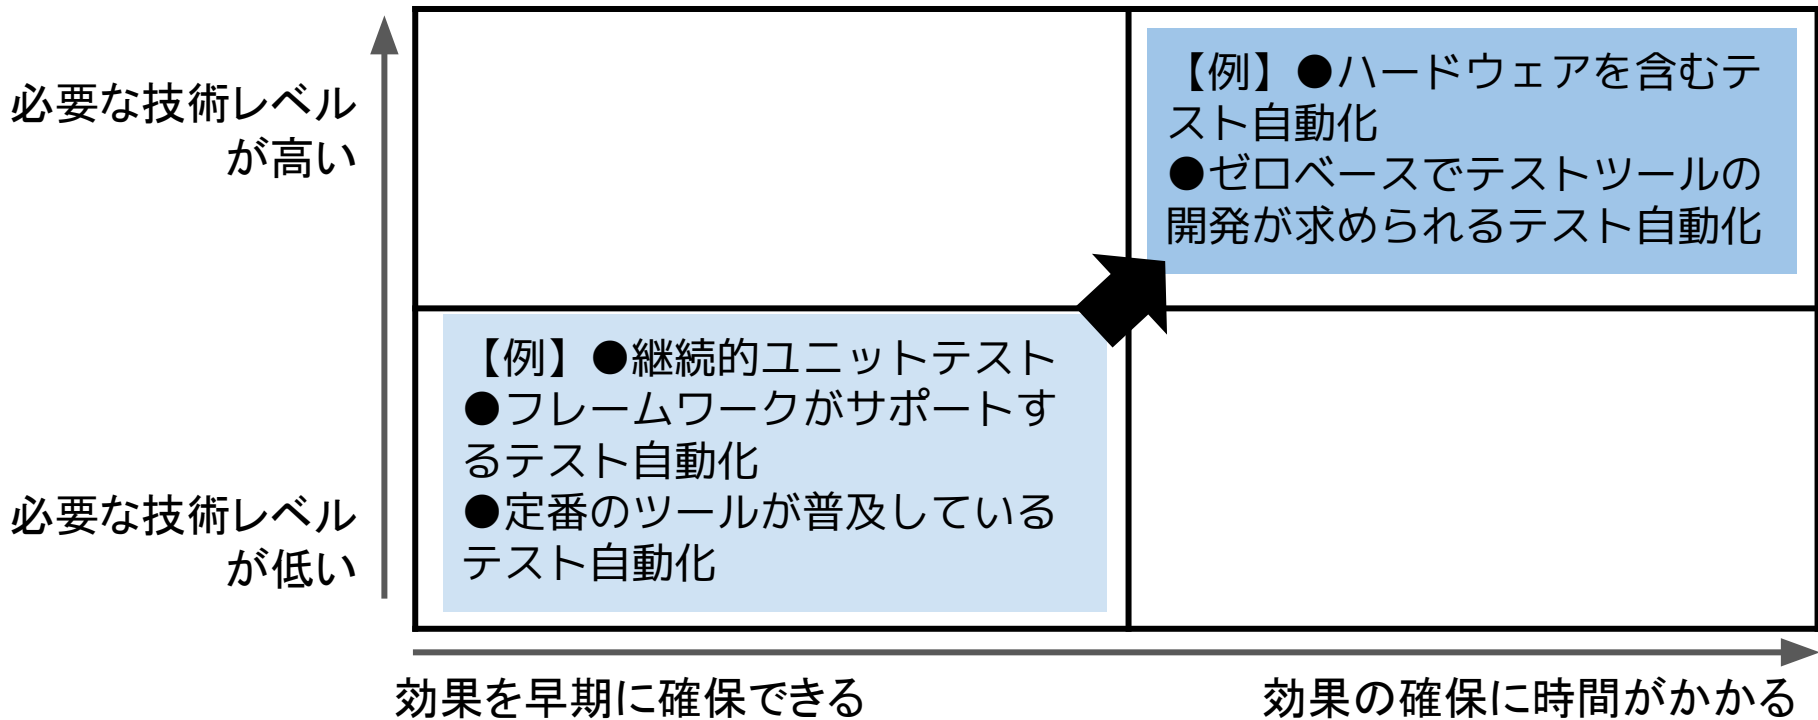 必要な技術レベル
が高い
【例】●ハードウェアを含むテ
スト自動化
●ゼロベースでテストツールの
開発が求められるテスト自動化
【例】●継続的ユニットテスト
●フレームワークがサポートす
るテスト自動化
●定番のツールが普及している
テスト自動化
必要な技術レベル
が低い
効果を早期に確保できる
効果の確保に時間がかかる